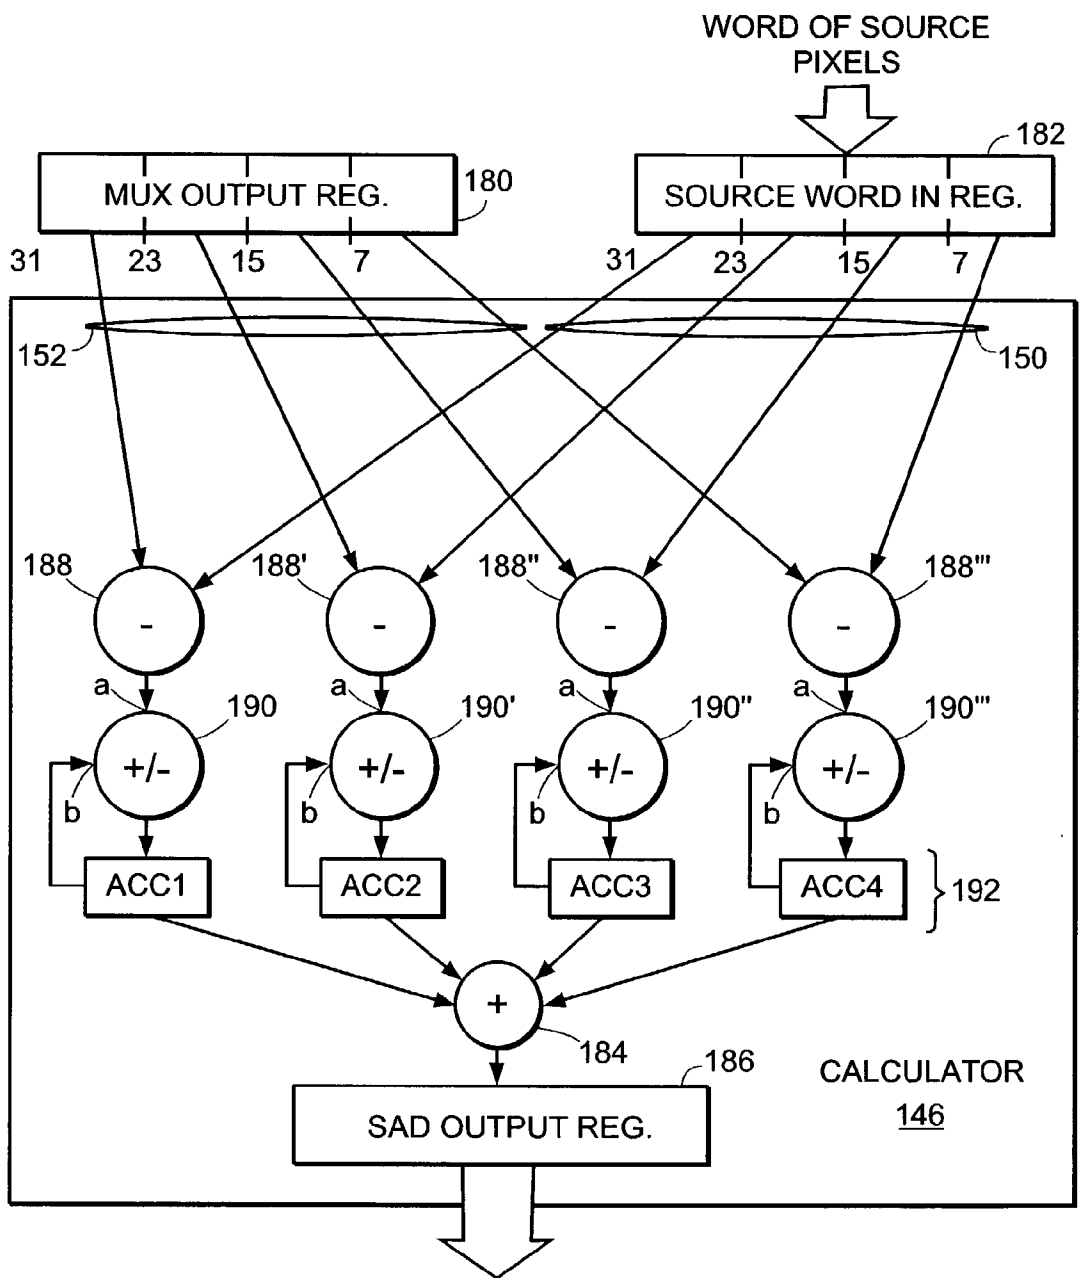 WORD OF SOURCE
PIXELS
182
MUX OUTPUT REG.
180
SOURCE WORD IN REG.
31 23 15 7
31 23 15 7
152
150
188
188'
188"
188'"
-
-
-
-
a
a
a
a
190
190'
190"
190'"
+/-
+/-
+/-
+/-
b
b
b
b
ACC1
ACC2
ACC3
ACC4
192
+
184
186
SAD OUTPUT REG.
CALCULATOR
146